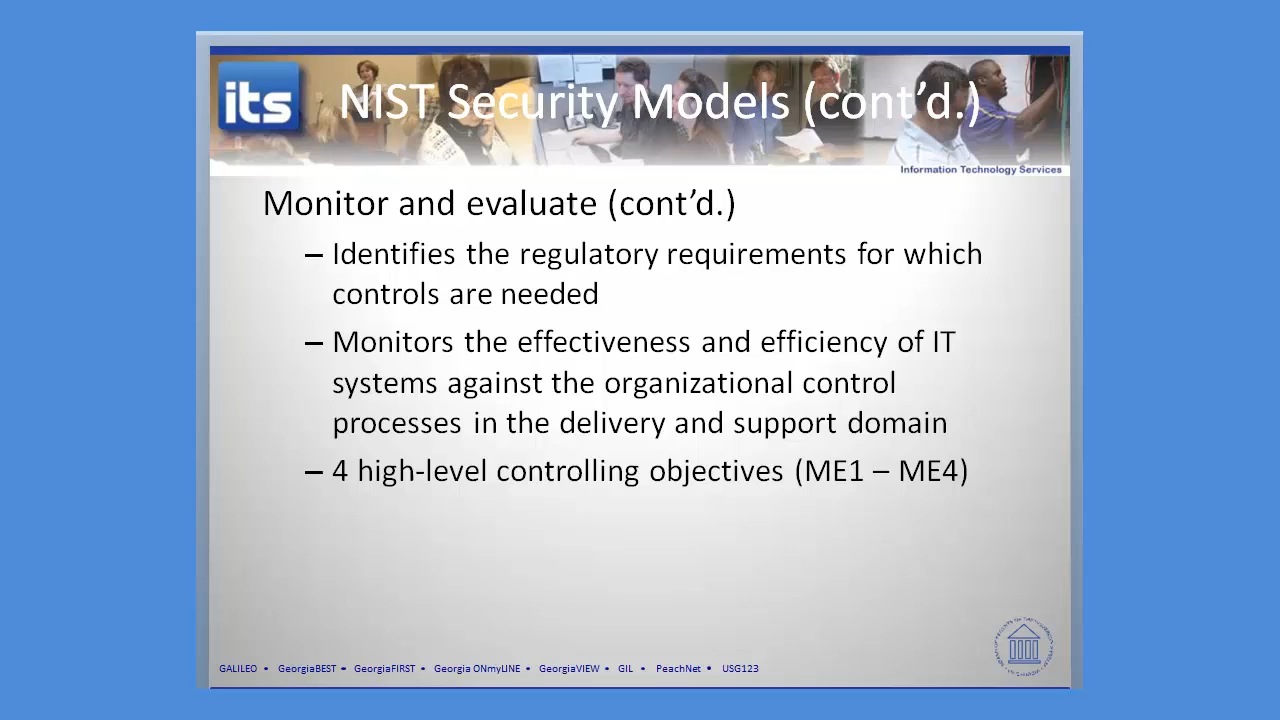 its
NIST Security Models (cont’d.)
Information Technology Services
Monitor and evaluate (cont’d.)
– Identifies the regulatory requirements for which
controls are needed
– Monitors the effectiveness and efficiency of IT
systems against the organizational control
processes in the delivery and support domain
– 4 high-level controlling objectives (ME1 – ME4)
GALILEO • GeorgiaBEST • GeorgiaFIRST • Georgia ONmyLINE • GeorgiaVIEW • GIL • PeachNet • USG123